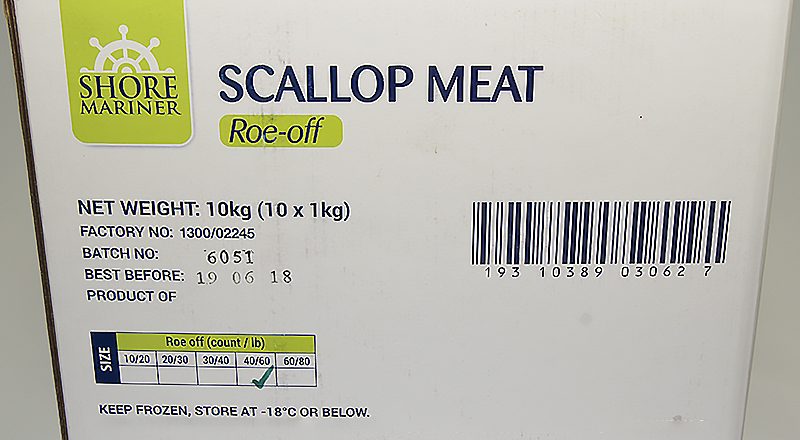 SHORE
MARINER
SCALLOP MEAT
Roe-off
NET WEIGHT: 10kg (10 x 1kg)
FACTORY NO: 1300/02245
BATCH NO: 6051
BEST BEFORE: 19 06 18
PRODUCT OF
193 10389 03062 7
SIZE
Roe off (count / lb)
10/20 20/30 30/40 40/60 60/80
✓
KEEP FROZEN, STORE AT -18°C OR BELOW.